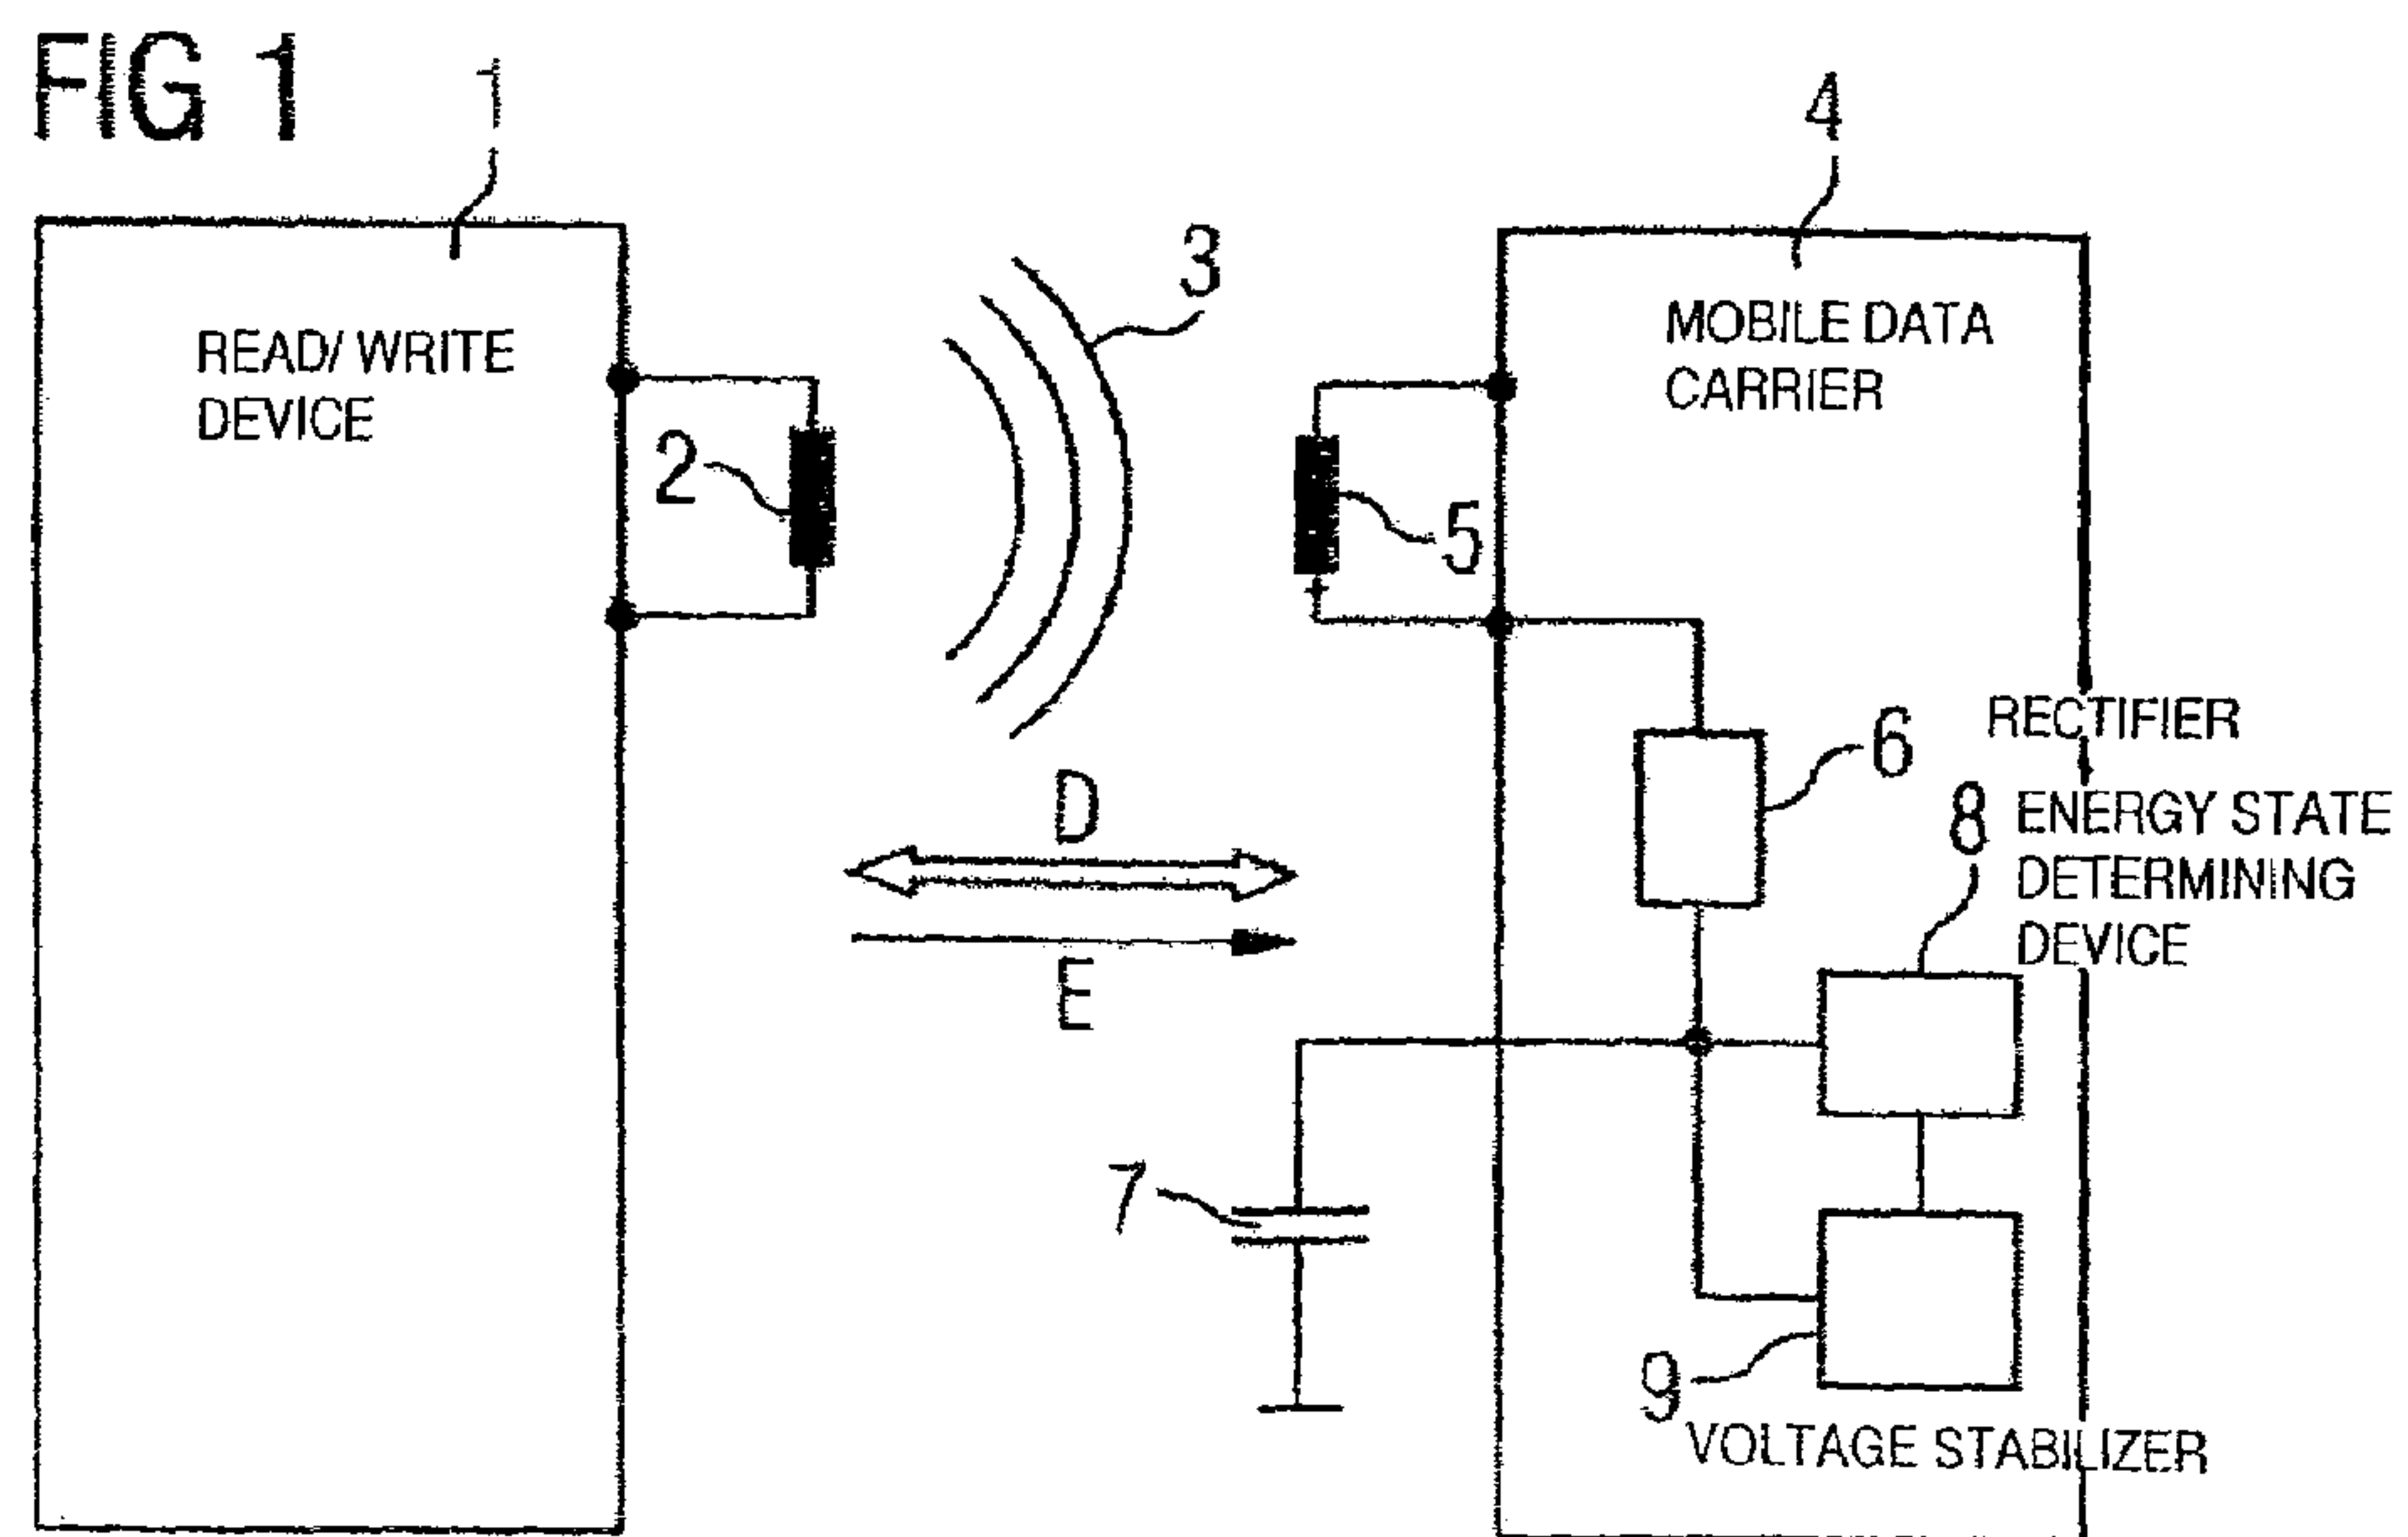 FIG 1
1
4
3
READ/ WRITE
DEVICE
MOBILE DATA
CARRIER
2
5
RECTIFIER
6
D
8
ENERGY STATE
DETERMINING
DEVICE
E
7
9
VOLTAGE STABILIZER